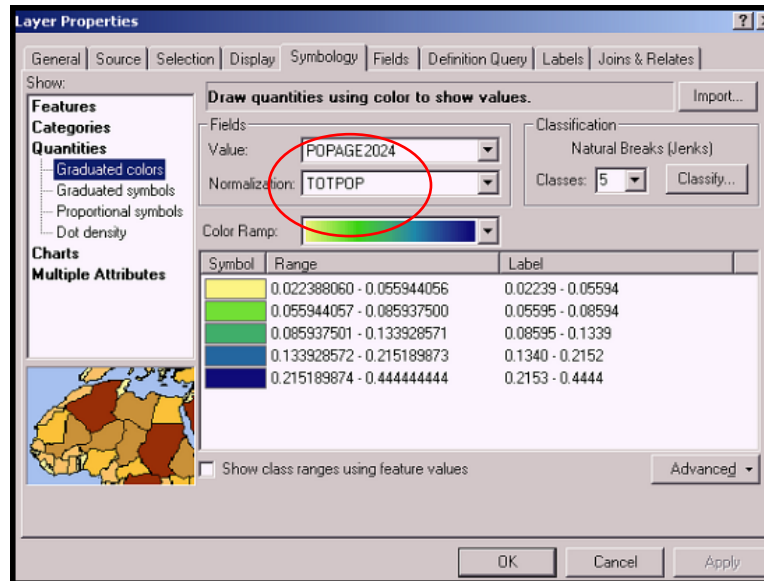 Layer Properties
General Source Selection Display Symbology Fields Definition Query Labels Joins & Relates
Show:
Features
Categories
Quantities
Graduated colors
Graduated symbols
Proportional symbols
Dot density
Charts
Multiple Attributes
Draw quantities using color to show values.
Import...
Fields
Value: POPAGE2024
Normalization: TOTPOP
Classification
Natural Breaks (Jenks)
Classes: 5 Classify...
Color Ramp:
Symbol Range Label
0.022388060 - 0.055944056 0.02239 - 0.05594
0.055944057 - 0.085937500 0.05595 - 0.08594
0.085937501 - 0.133928571 0.08595 - 0.1339
0.133928572 - 0.215189873 0.1340 - 0.2152
0.215189874 - 0.444444444 0.2153 - 0.4444
Show class ranges using feature values
Advanced
OK Cancel Apply